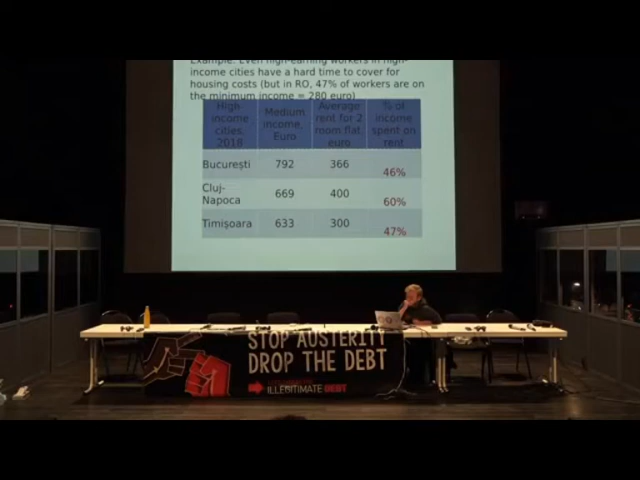 Example: Even high-earning workers in high-
income cities have a hard time to cover for
housing costs (but in RO, 47% of workers are on
the minimum income = 280 euro)
High-income cities, 2018
Medium income, Euro
Average rent for 2 room flat, euro
% of income spent on rent
București 792 366 46%
Cluj-Napoca 669 400 60%
Timișoara 633 300 47%
STOP AUSTERITY
DROP THE DEBT
ILLEGITIMATE DEBT